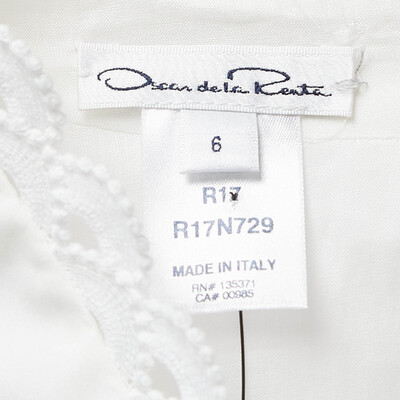 Oscar de la Renta
6
R17
R17N729
MADE IN ITALY
RN# 135371
CA# 00985